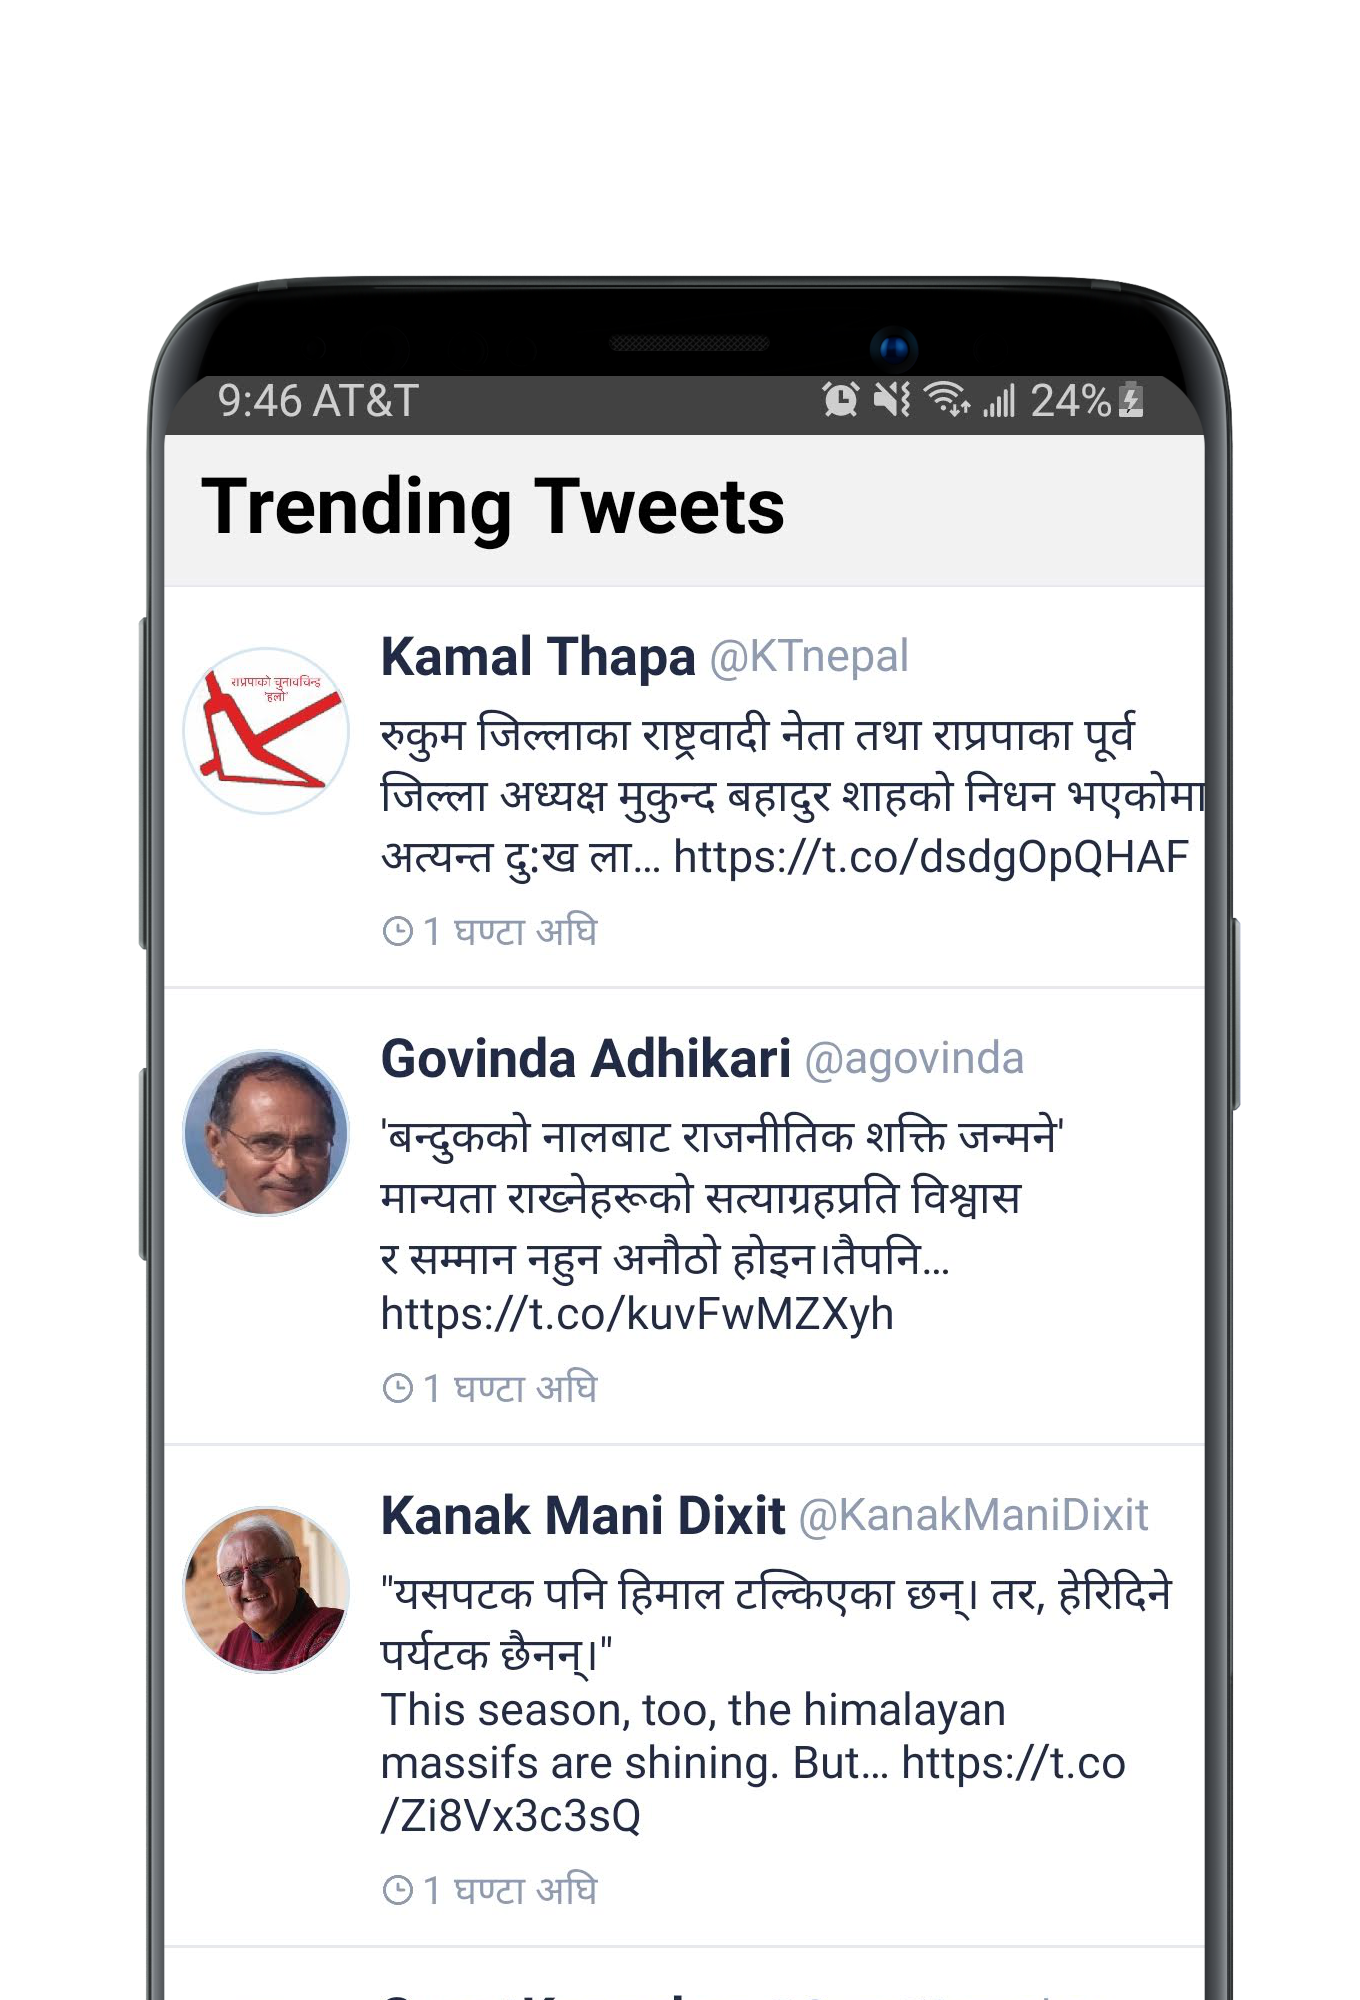 9:46 AT&T 24%
Trending Tweets
राप्रपाको चुनावचिन्ह
'हलो'
Kamal Thapa @KTnepal
रुकुम जिल्लाका राष्ट्रवादी नेता तथा राप्रपाका पूर्व
जिल्ला अध्यक्ष मुकुन्द बहादुर शाहको निधन भएकोमा
अत्यन्त दु:ख ला… https://t.co/dsdgOpQHAF
1 घण्टा अघि
Govinda Adhikari @agovinda
'बन्दुकको नालबाट राजनीतिक शक्ति जन्मने'
मान्यता राख्नेहरूको सत्याग्रहप्रति विश्वास
र सम्मान नहुन अनौठो होइन।तैपनि…
https://t.co/kuvFwMZXyh
1 घण्टा अघि
Kanak Mani Dixit @KanakManiDixit
"यसपटक पनि हिमाल टल्किएका छन्। तर, हेरिदिने
पर्यटक छैनन्।"
This season, too, the himalayan
massifs are shining. But… https://t.co
/Zi8Vx3c3sQ
1 घण्टा अघि